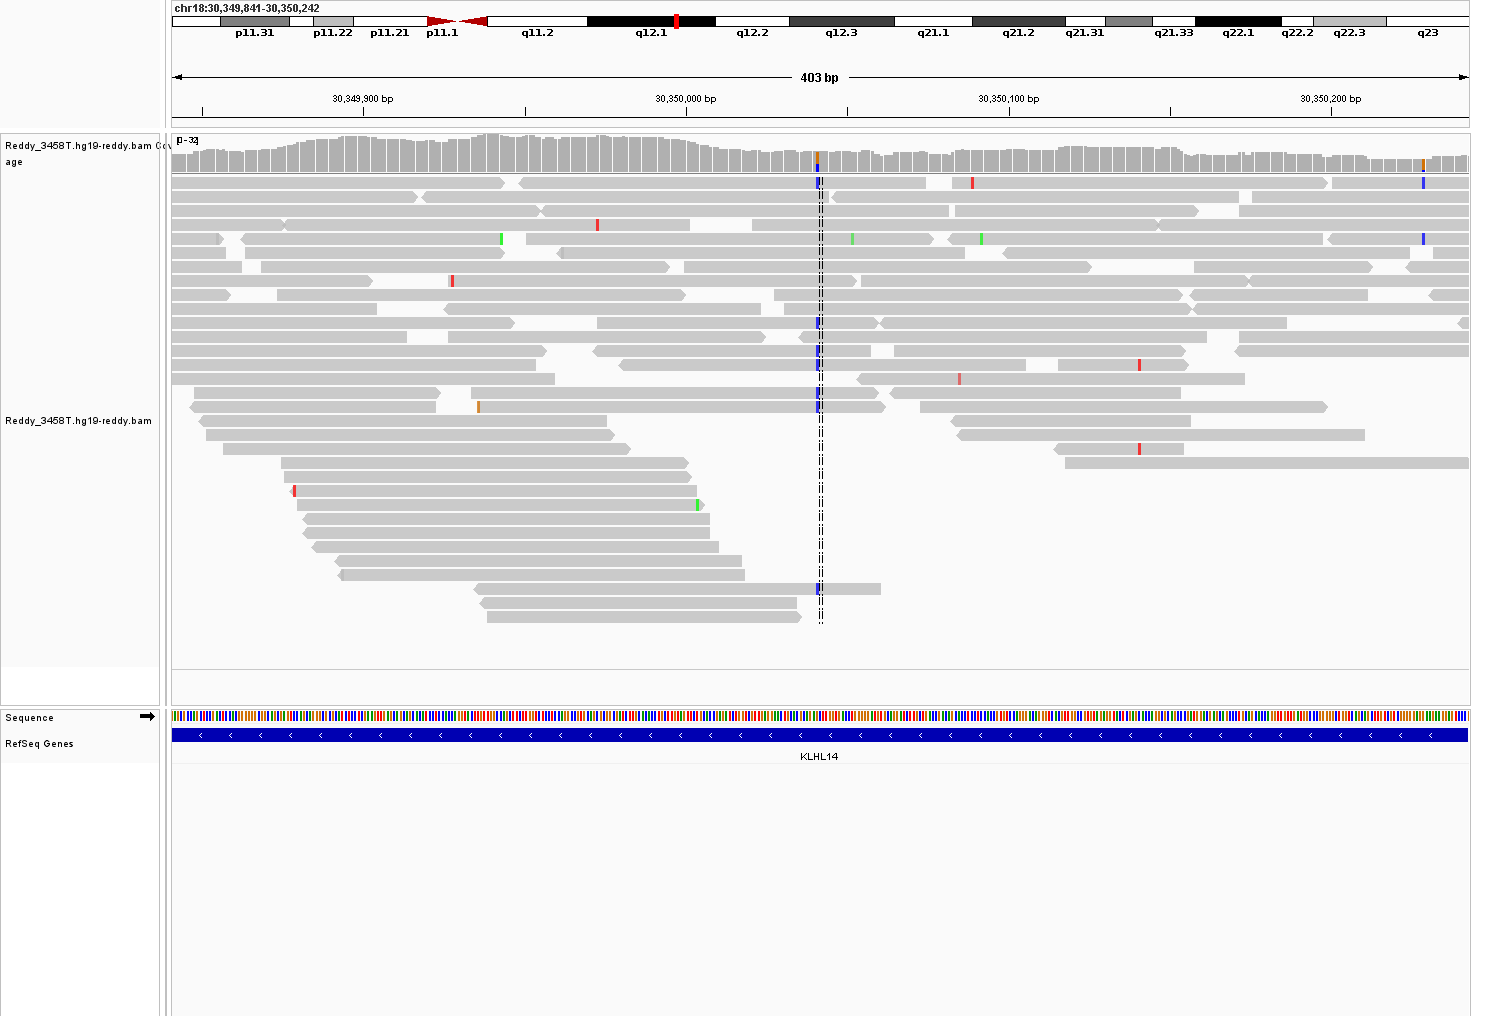 chr18:30,349,841-30,350,242
p11.31 p11.22 p11.21 p11.1 q11.2 q12.1 q12.2 q12.3 q21.1 q21.2 q21.31 q21.33 q22.1 q22.2 q22.3 q23
403 bp
30,349,900 bp 30,350,000 bp 30,350,100 bp 30,350,200 bp
Reddy_3458T.hg19-reddy.bam Cov
age
[0-32]
Reddy_3458T.hg19-reddy.bam
Sequence
RefSeq Genes
KLHL14